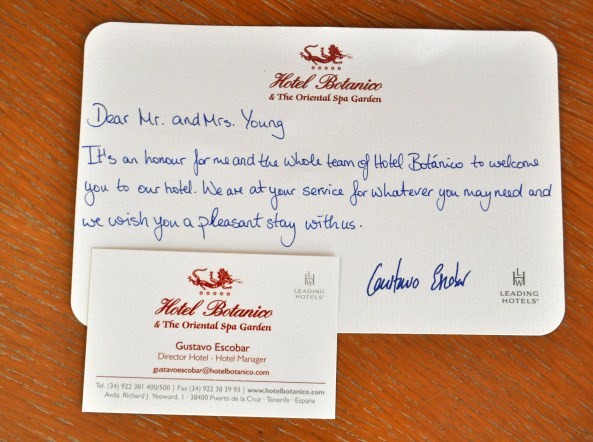 Hotel Botanico
& The Oriental Spa Garden
Dear Mr. and Mrs. Young
It's an honour for me and the whole team of Hotel Botánico to welcome
you to our hotel. We are at your service for whatever you may need and
we wish you a pleasant stay with us.
Gustavo Escobar
LEADING
HOTELS®
Hotel Botanico
& The Oriental Spa Garden
LEADING
HOTELS®
Gustavo Escobar
Director Hotel - Hotel Manager
gustavoescobar@hotelbotanico.com
Tel. (34) 922 381 400/500 | Fax (34) 922 38 39 93 | www.hotelbotanico.com
Avda. Richard J. Yeoward, 1 · 38400 Puerto de la Cruz · Tenerife · España